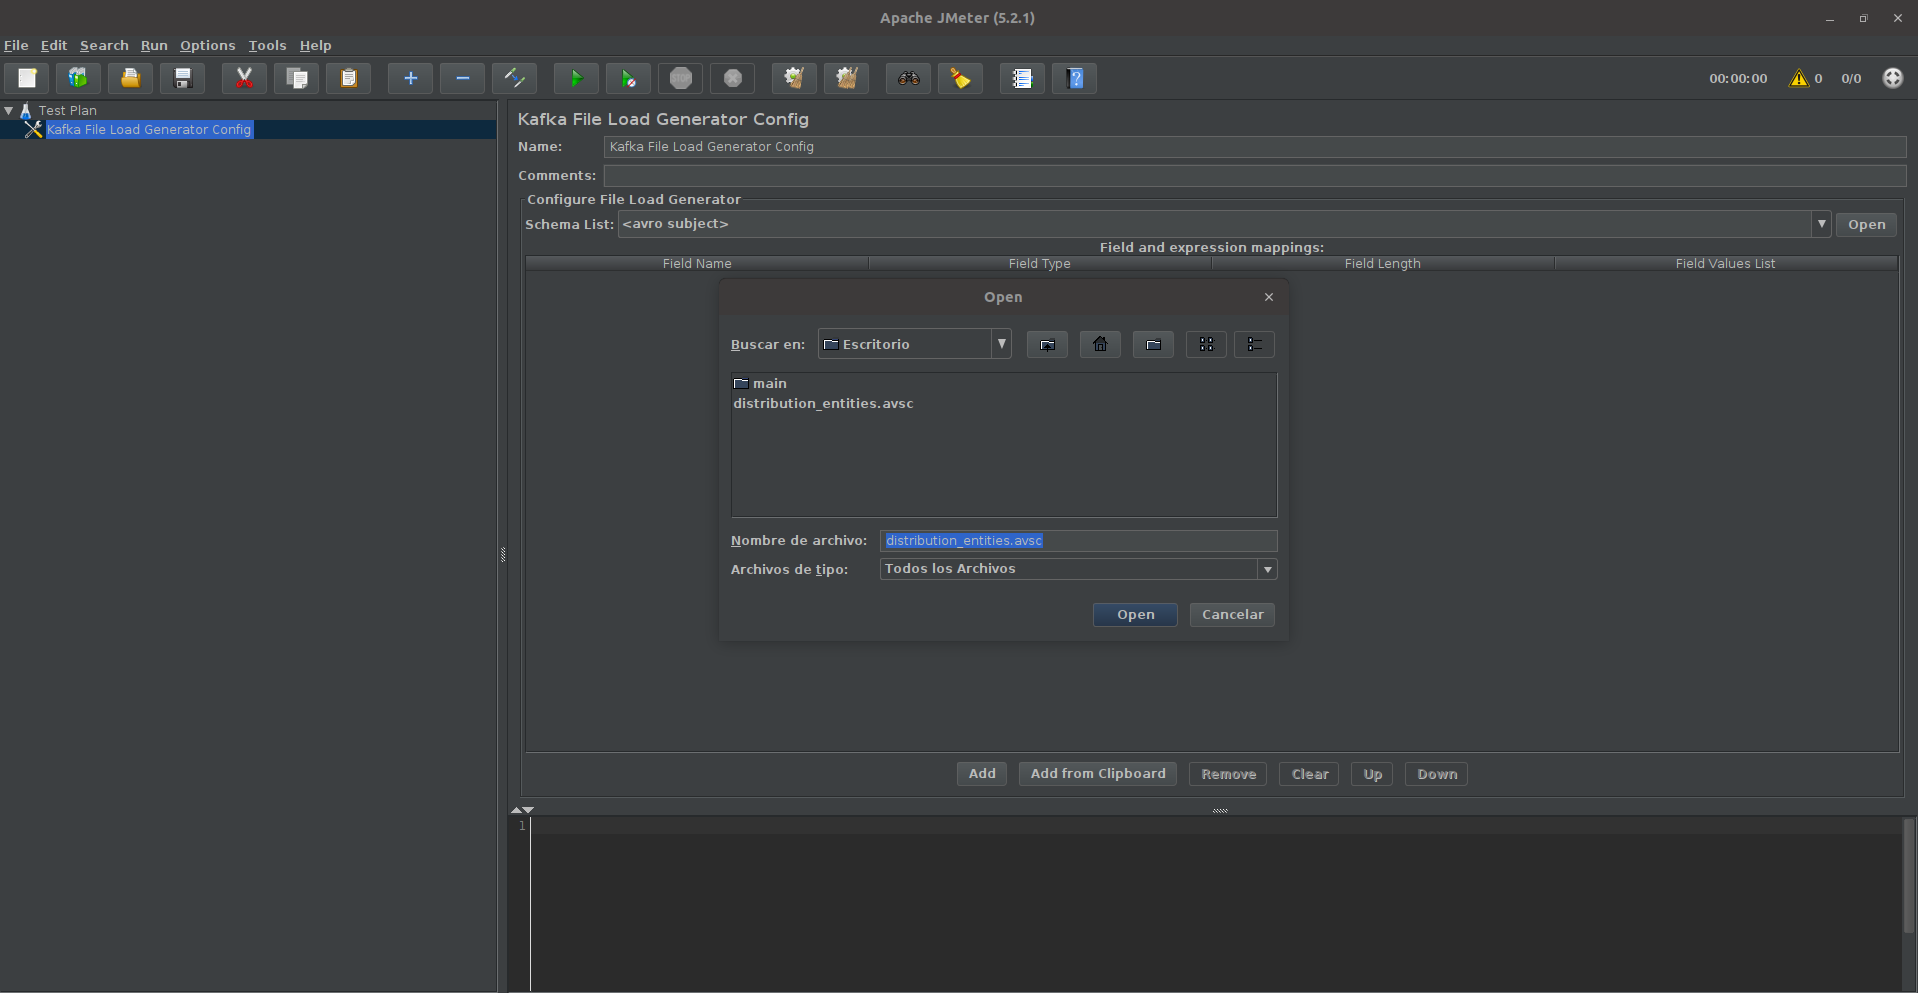 Apache JMeter (5.2.1)
File Edit Search Run Options Tools Help
STOP 00:00:00 0 0/0
Test Plan
Kafka File Load Generator Config
Kafka File Load Generator Config
Name: Kafka File Load Generator Config
Comments:
Configure File Load Generator
Schema List: <avro subject> Open
Field and expression mappings:
Field Name Field Type Field Length Field Values List
Open
Buscar en: Escritorio
main
distribution_entities.avsc
Nombre de archivo: distribution_entities.avsc
Archivos de tipo: Todos los Archivos
Open Cancelar
Add Add from Clipboard Remove Clear Up Down
1